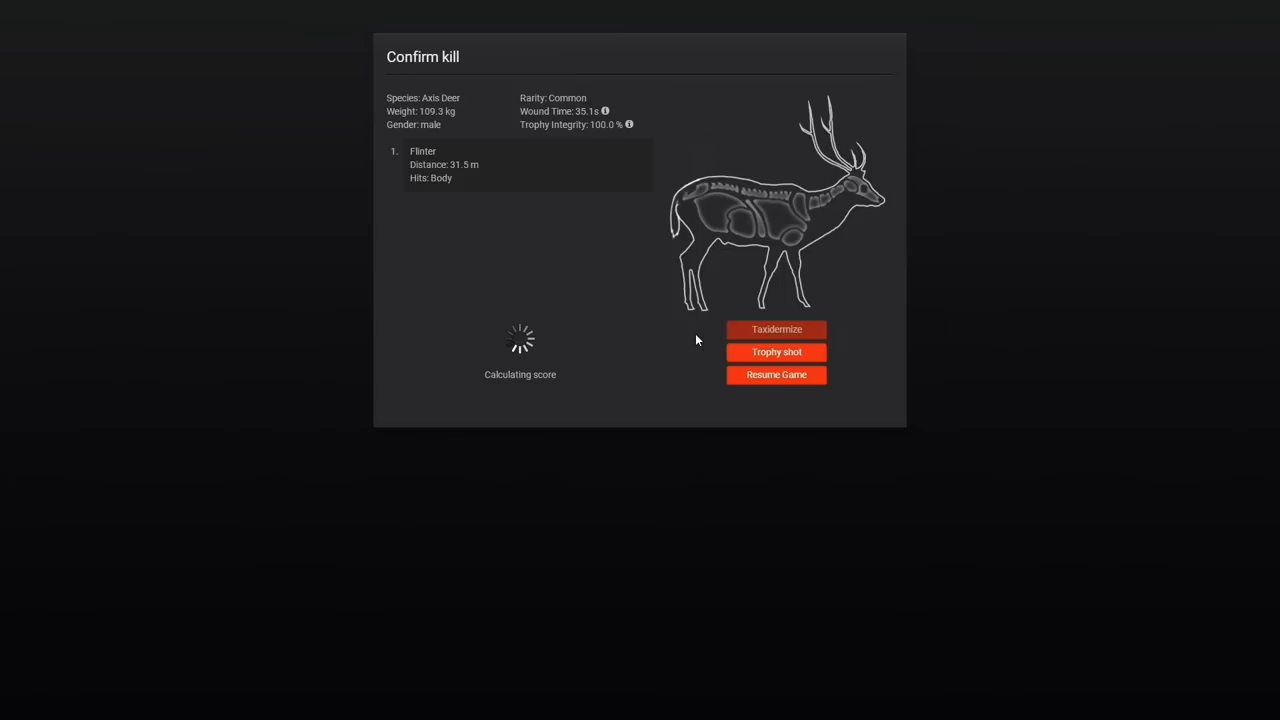 Confirm kill
Species: Axis Deer
Weight: 109.3 kg
Gender: male
Rarity: Common
Wound Time: 35.1s
Trophy Integrity: 100.0 %
1. Flinter
Distance: 31.5 m
Hits: Body
Calculating score
Taxidermize
Trophy shot
Resume Game